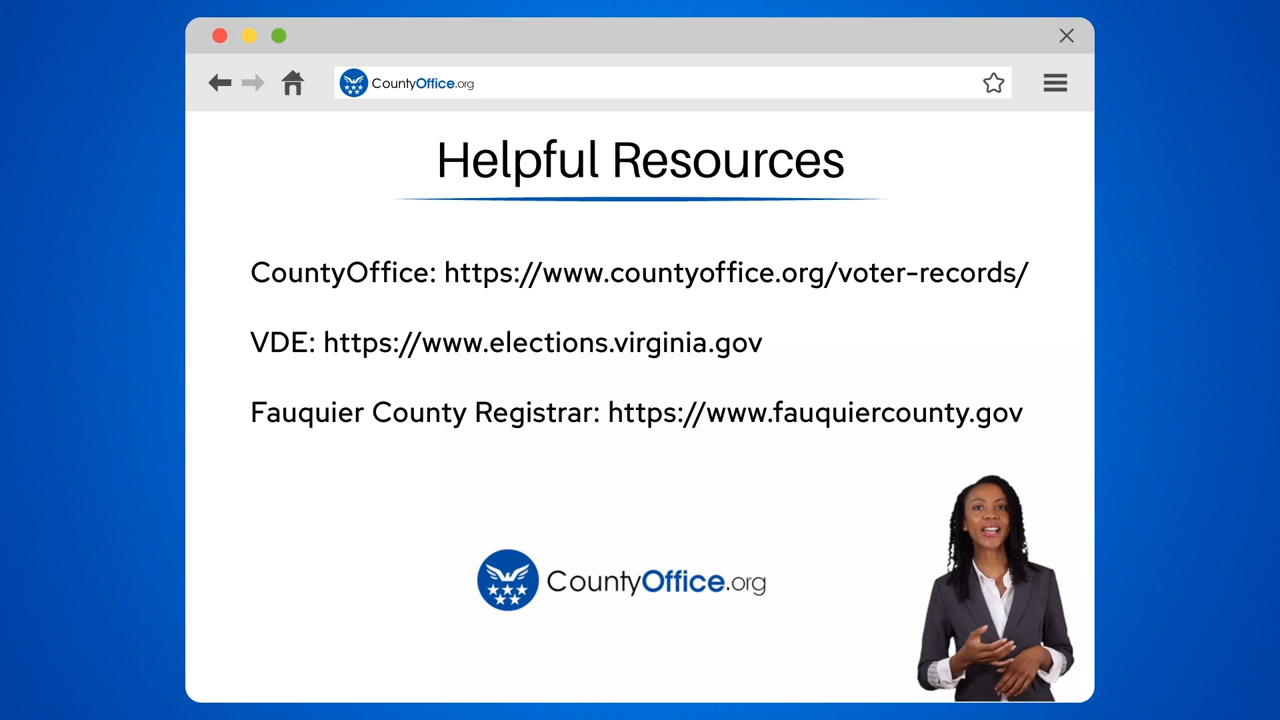 CountyOffice.org
Helpful Resources
CountyOffice: https://www.countyoffice.org/voter-records/
VDE: https://www.elections.virginia.gov
Fauquier County Registrar: https://www.fauquiercounty.gov
CountyOffice.org